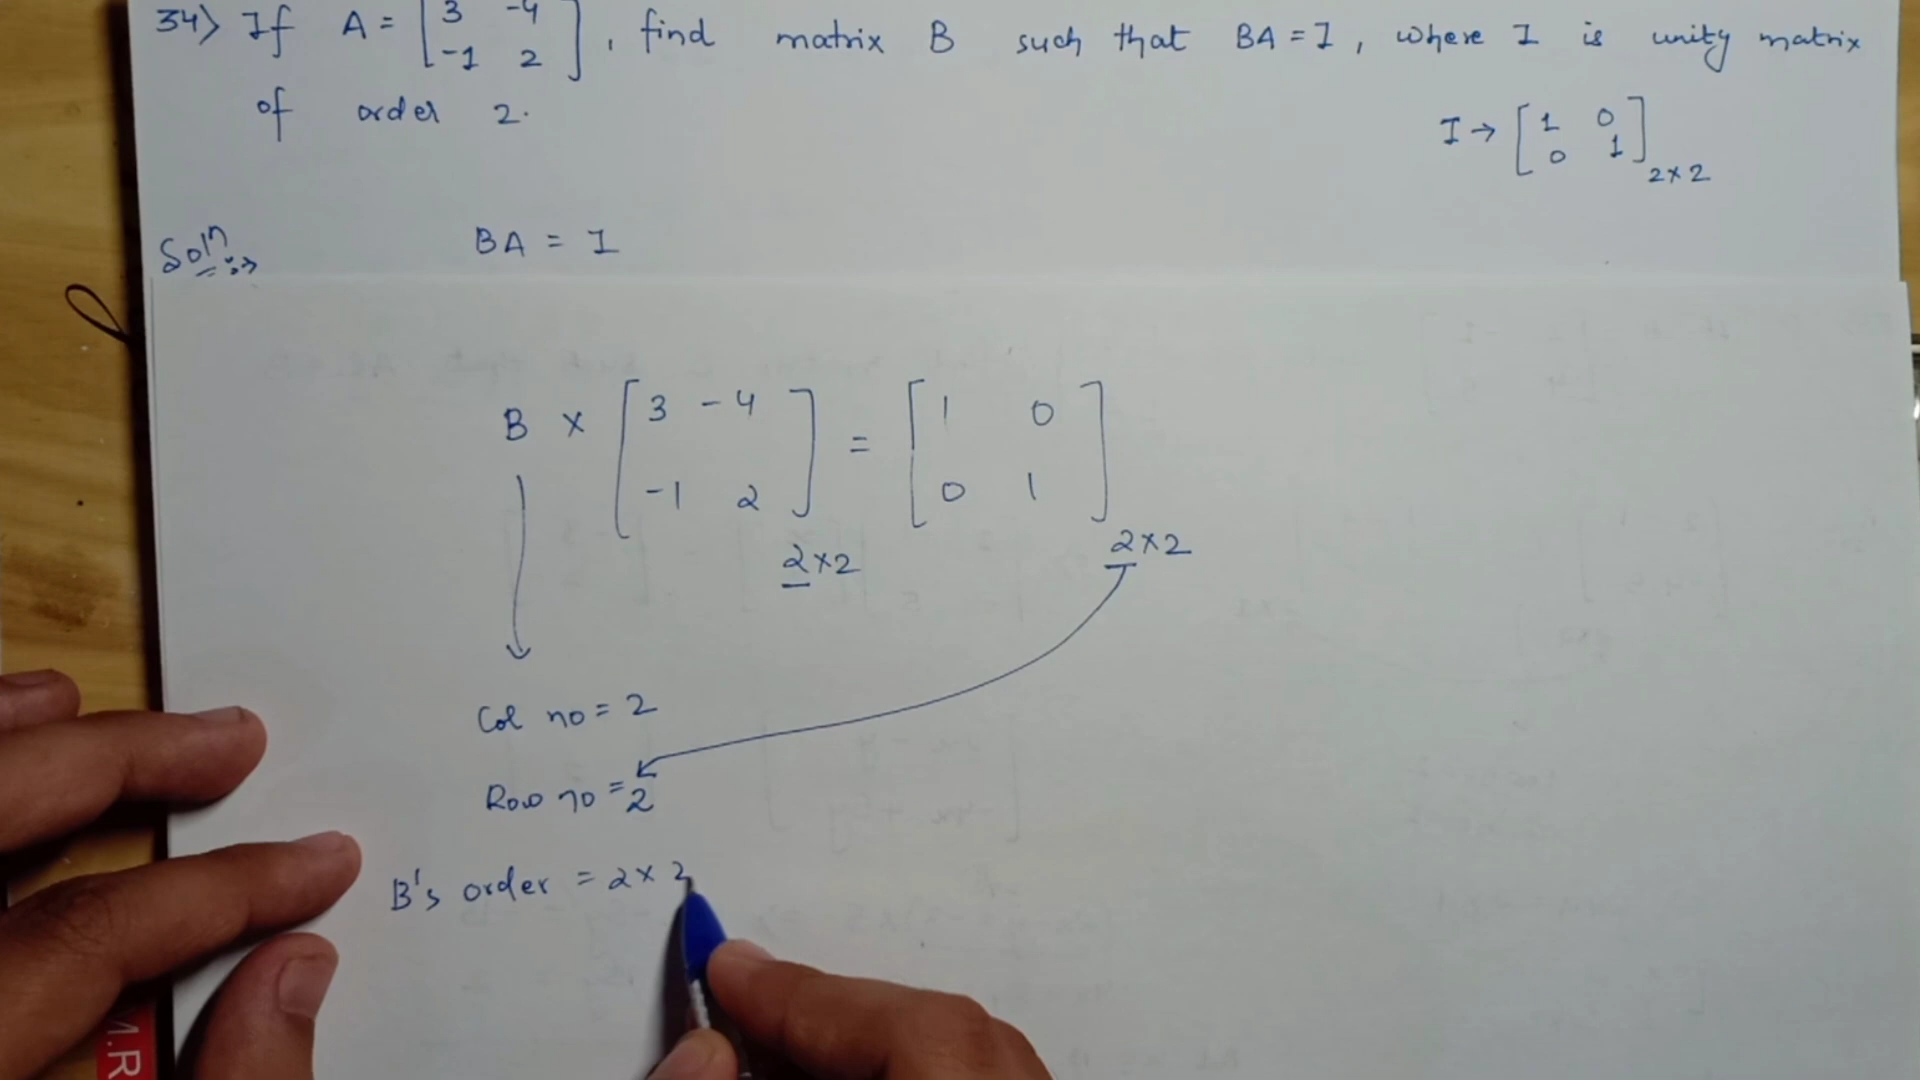 34) If A = [3 -4
-1 2], find matrix B such that BA = I, where I is unity matrix
of order 2.
I → [1 0
0 1] 2×2
Soln BA = I
B × [3 -4
-1 2] 2×2 = [1 0
0 1] 2×2
Col no = 2
Row no = 2
B's order = 2×2
M.R